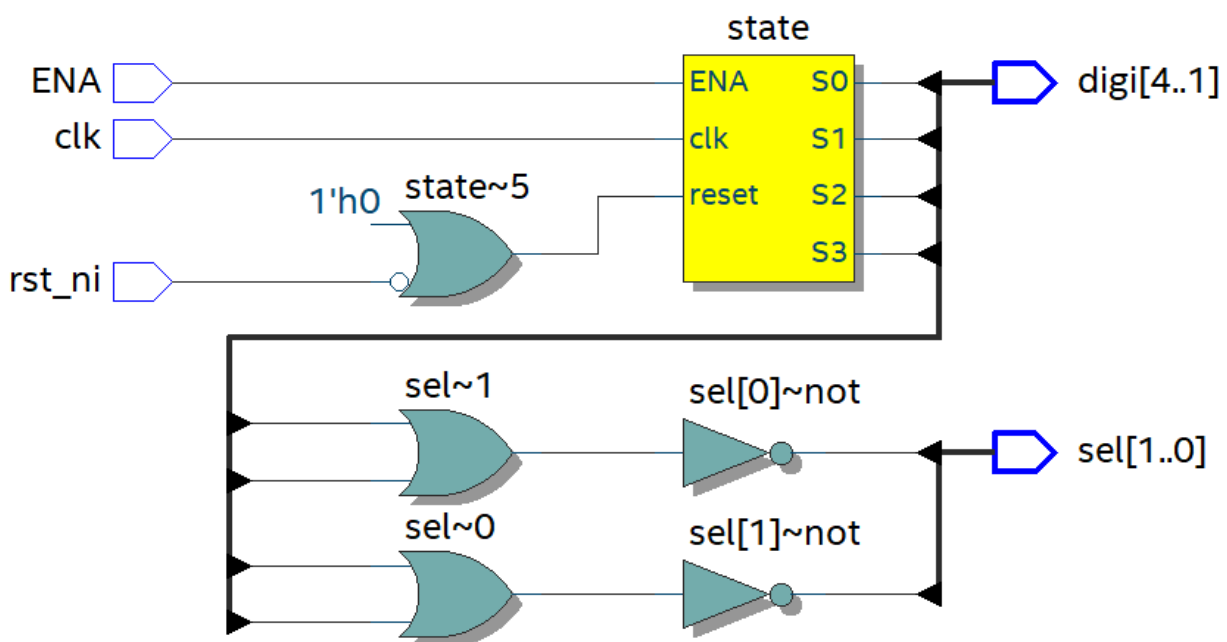 state
ENA
ENA
S0
digi[4..1]
clk
clk
S1
state~5
1'h0
reset
S2
S3
rst_ni
sel~1
sel[0]~not
sel[1..0]
sel~0
sel[1]~not